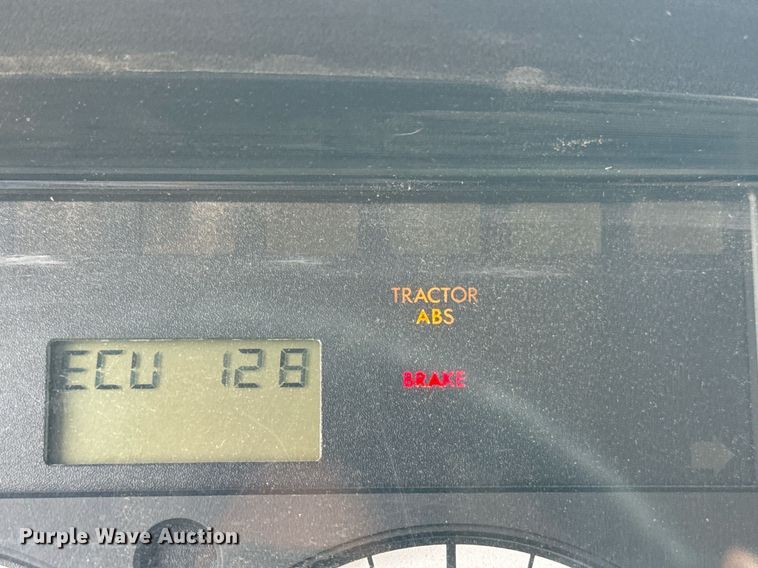 TRACTOR
ABS
ECU 128
BRAKE
Purple Wave Auction